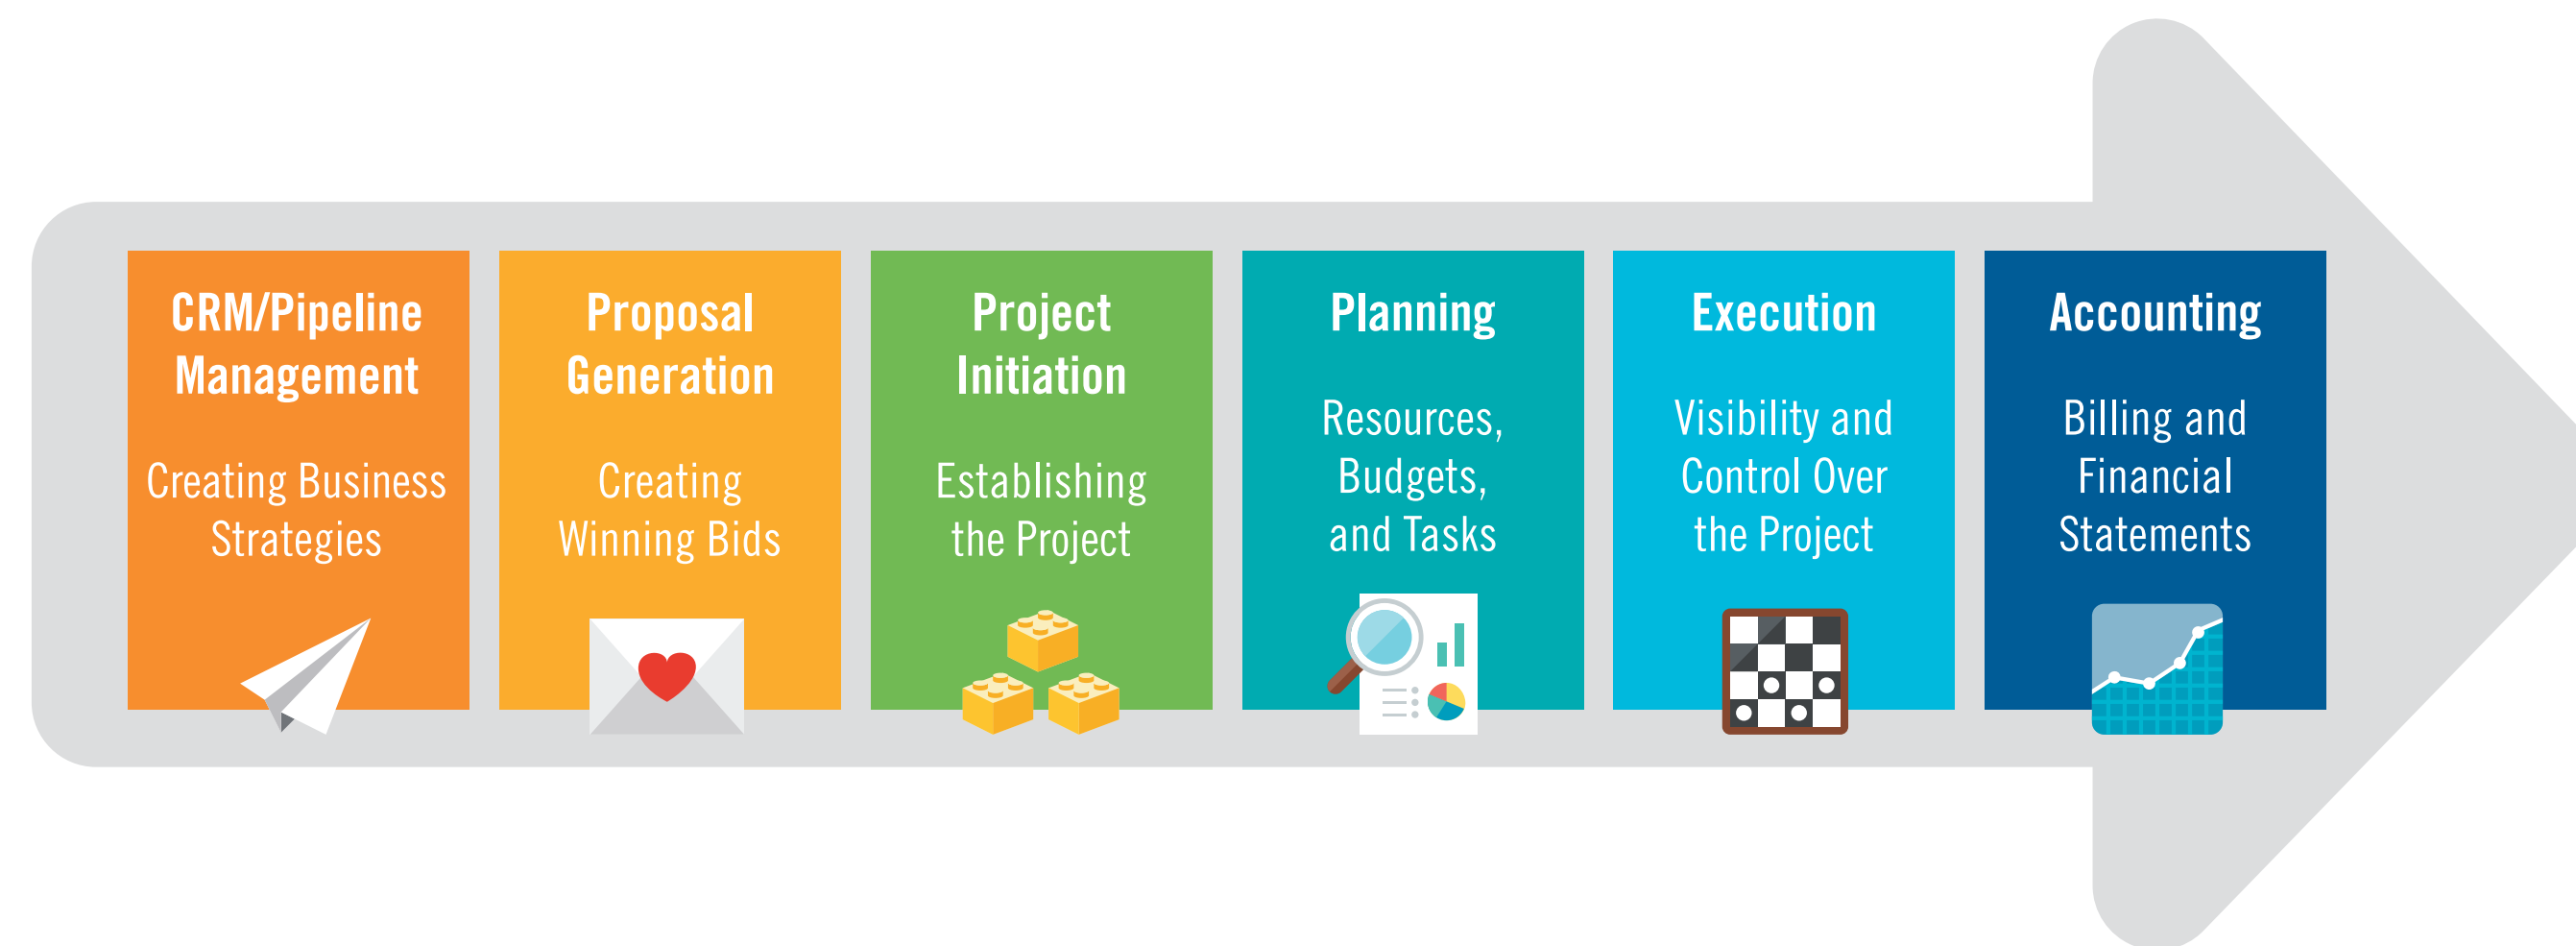 CRM/Pipeline
Management
Creating Business
Strategies
Proposal
Generation
Creating
Winning Bids
Project
Initiation
Establishing
the Project
Planning
Resources,
Budgets,
and Tasks
Execution
Visibility and
Control Over
the Project
Accounting
Billing and
Financial
Statements